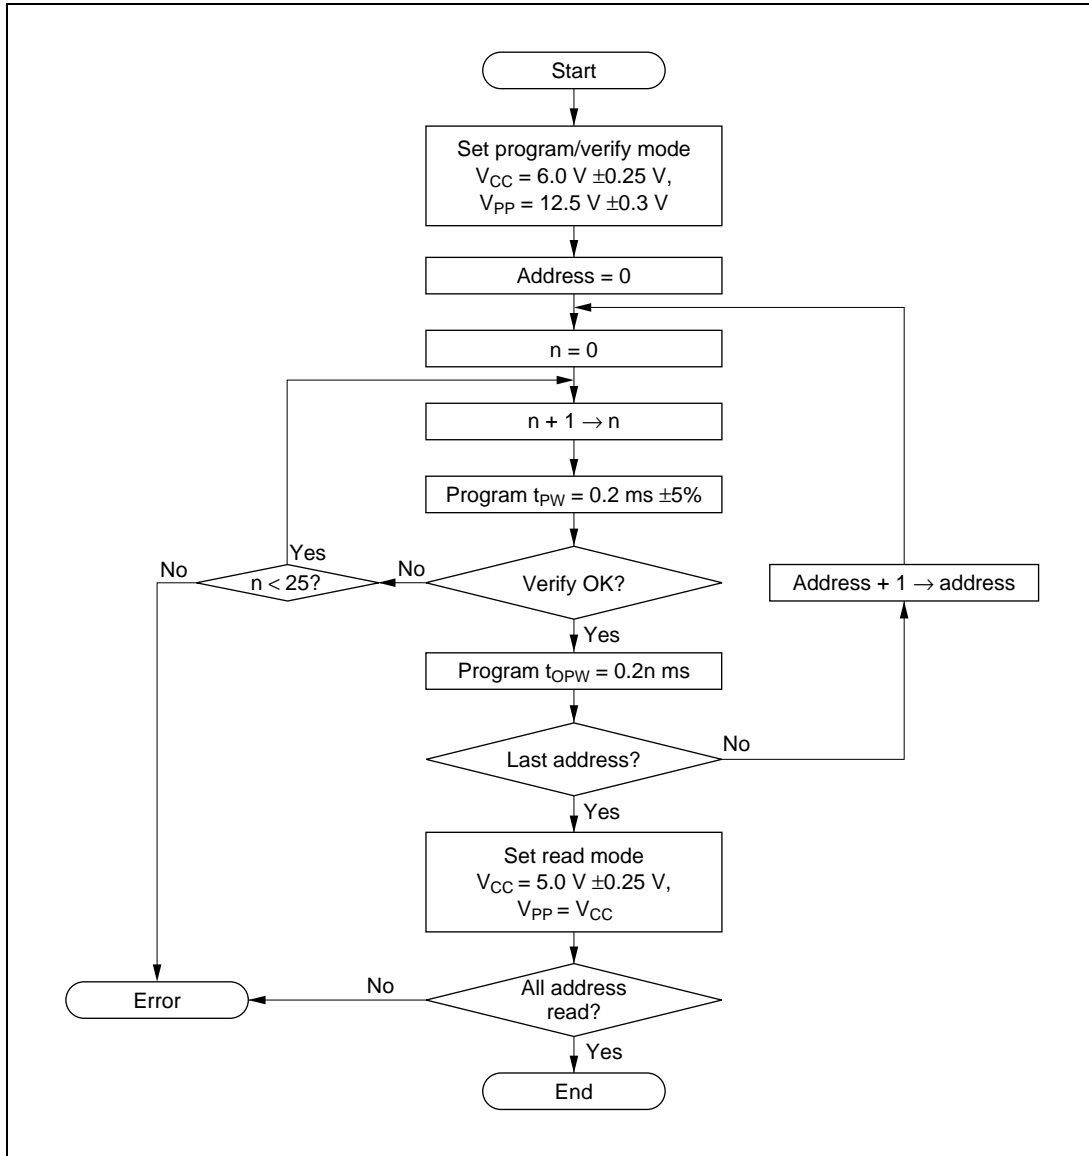 Start
Set program/verify mode
VCC = 6.0 V ±0.25 V,
VPP = 12.5 V ±0.3 V
Address = 0
n = 0
n + 1 → n
Program tPW = 0.2 ms ±5%
Verify OK?
No
n < 25?
Yes
No
Yes
Program tOPW = 0.2n ms
Last address?
No
Address + 1 → address
Yes
Set read mode
VCC = 5.0 V ±0.25 V,
VPP = VCC
All address
read?
No
Error
Yes
End